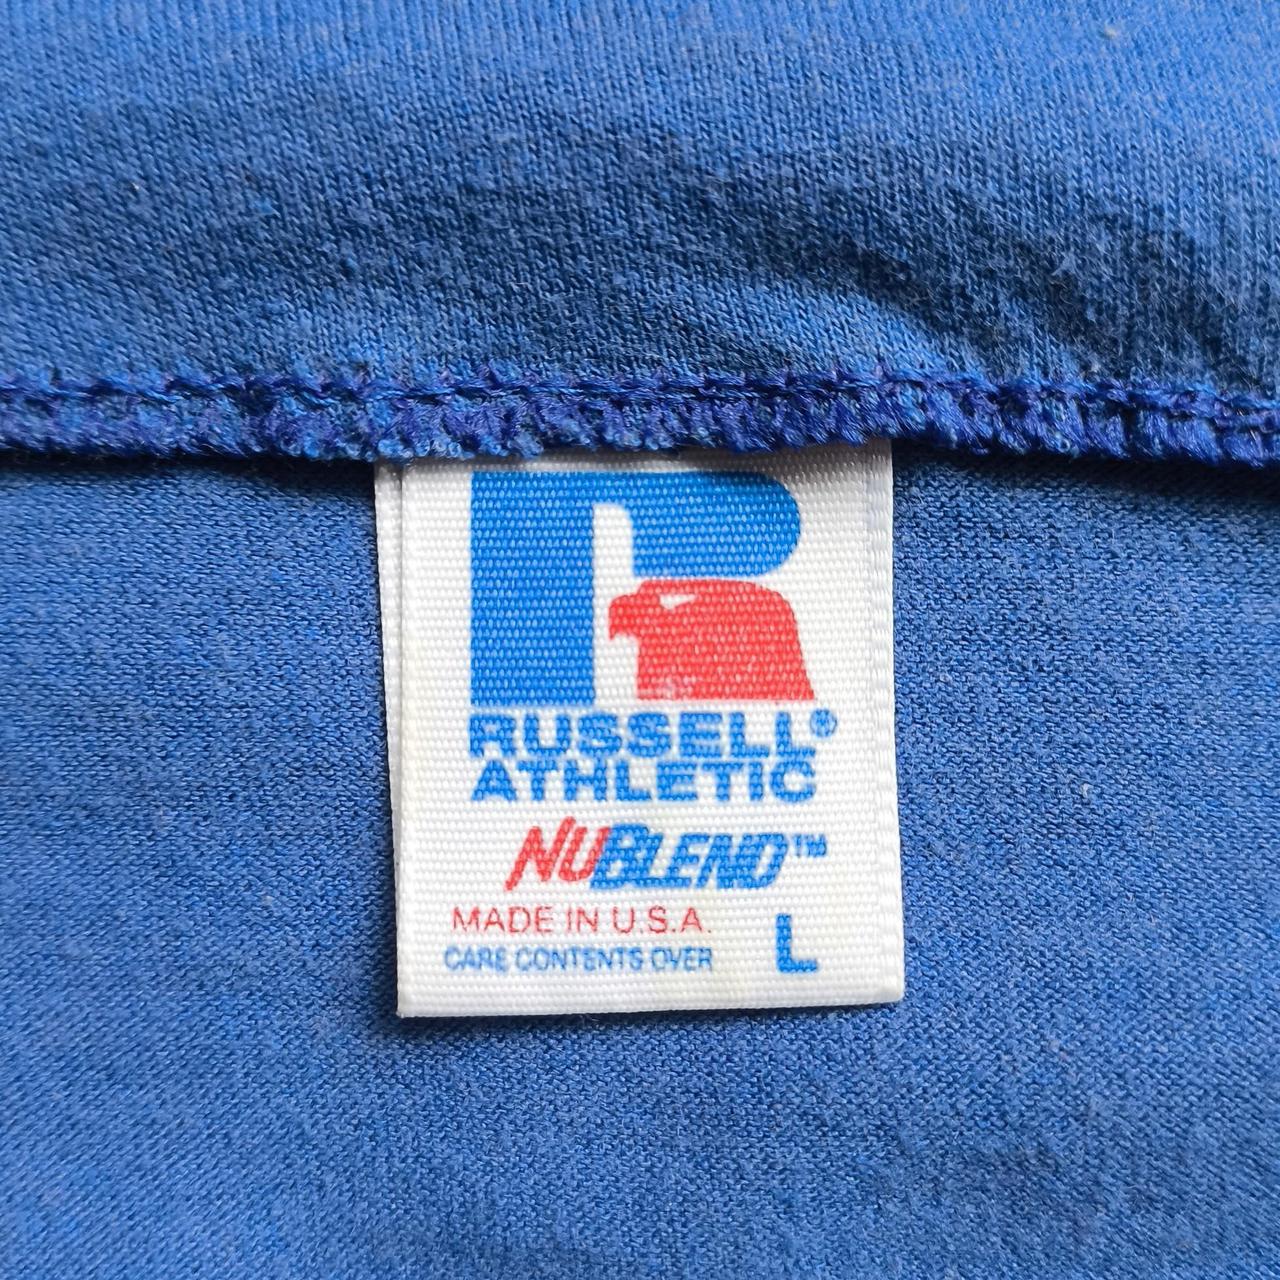 R
RUSSELL®
ATHLETIC
NUBLEND™
MADE IN U.S.A.
CARE CONTENTS OVER L